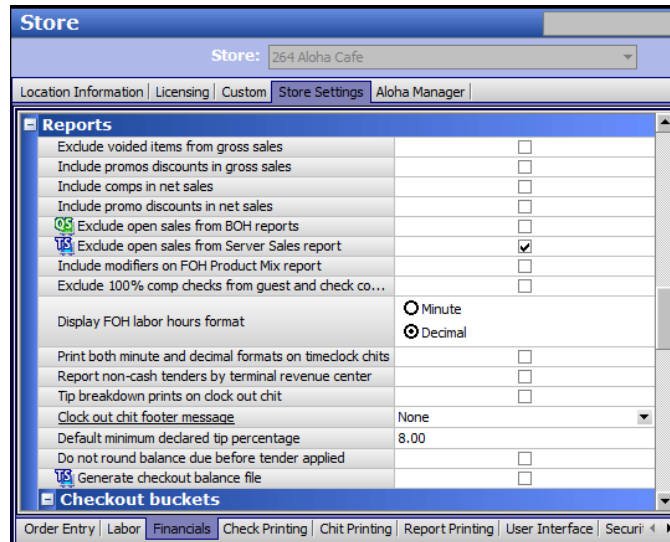 Store
Store: 264 Aloha Cafe
Location Information Licensing Custom Store Settings Aloha Manager
Reports
Exclude voided items from gross sales
Include promos discounts in gross sales
Include comps in net sales
Include promo discounts in net sales
QS Exclude open sales from BOH reports
TS Exclude open sales from Server Sales report
Include modifiers on FOH Product Mix report
Exclude 100% comp checks from guest and check co...
Display FOH labor hours format
Minute
Decimal
Print both minute and decimal formats on timeclock chits
Report non-cash tenders by terminal revenue center
Tip breakdown prints on clock out chit
Clock out chit footer message None
Default minimum declared tip percentage 8.00
Do not round balance due before tender applied
TS Generate checkout balance file
Checkout buckets
Order Entry Labor Financials Check Printing Chit Printing Report Printing User Interface Securit